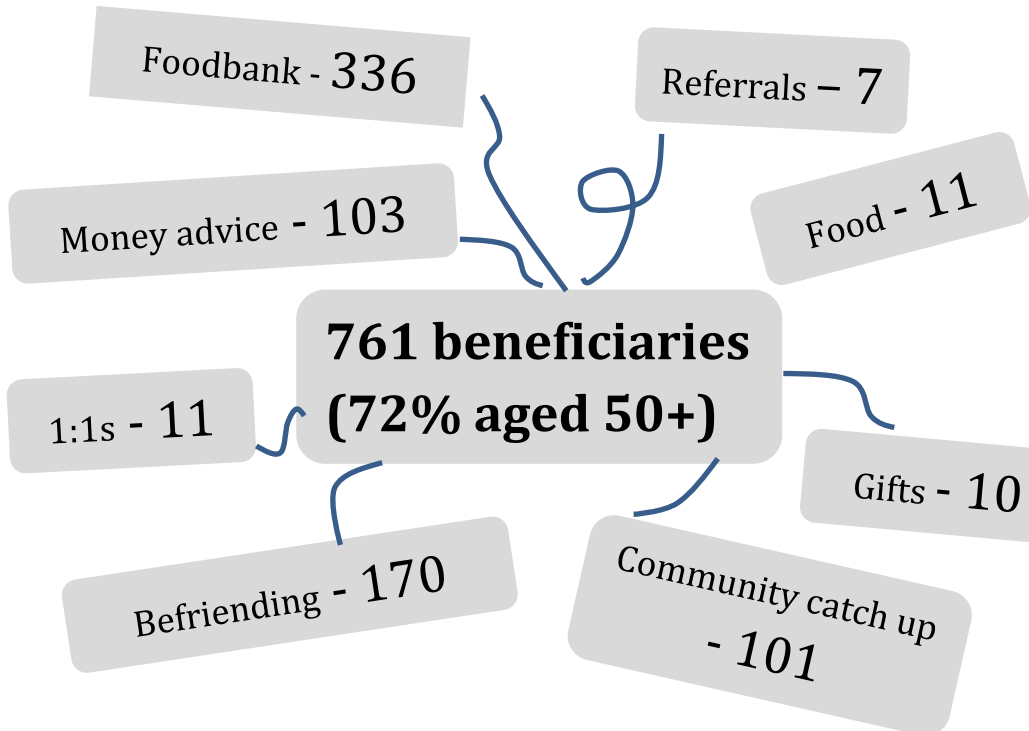 Foodbank - 336
Referrals – 7
Food - 11
Money advice - 103
761 beneficiaries
(72% aged 50+)
1:1s - 11
Gifts - 10
Befriending - 170
Community catch up
- 101